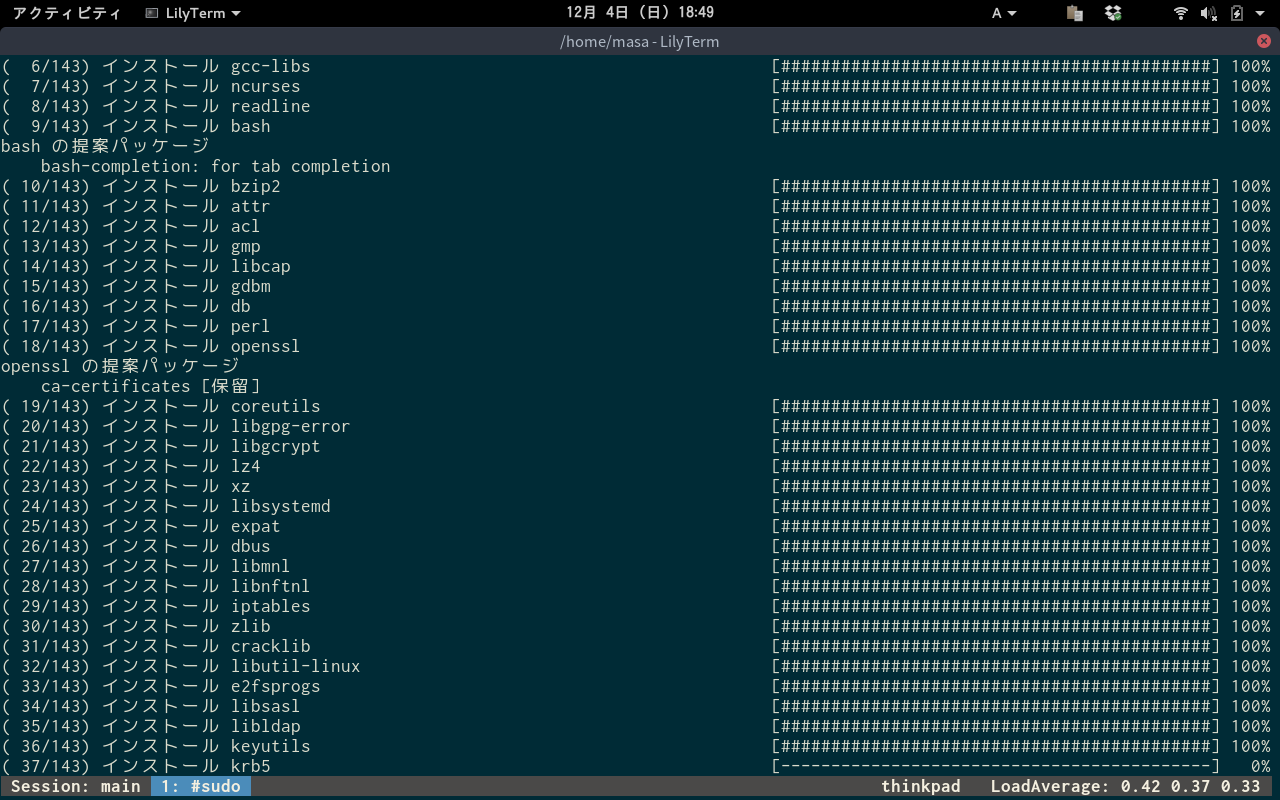 アクティビティ LilyTerm 12月 4日 (日) 18:49 A
/home/masa - LilyTerm
(  6/143) インストール gcc-libs [###########################################] 100%
(  7/143) インストール ncurses [###########################################] 100%
(  8/143) インストール readline [###########################################] 100%
(  9/143) インストール bash [###########################################] 100%
bash の提案パッケージ
    bash-completion: for tab completion
( 10/143) インストール bzip2 [###########################################] 100%
( 11/143) インストール attr [###########################################] 100%
( 12/143) インストール acl [###########################################] 100%
( 13/143) インストール gmp [###########################################] 100%
( 14/143) インストール libcap [###########################################] 100%
( 15/143) インストール gdbm [###########################################] 100%
( 16/143) インストール db [###########################################] 100%
( 17/143) インストール perl [###########################################] 100%
( 18/143) インストール openssl [###########################################] 100%
openssl の提案パッケージ
    ca-certificates [保留]
( 19/143) インストール coreutils [###########################################] 100%
( 20/143) インストール libgpg-error [###########################################] 100%
( 21/143) インストール libgcrypt [###########################################] 100%
( 22/143) インストール lz4 [###########################################] 100%
( 23/143) インストール xz [###########################################] 100%
( 24/143) インストール libsystemd [###########################################] 100%
( 25/143) インストール expat [###########################################] 100%
( 26/143) インストール dbus [###########################################] 100%
( 27/143) インストール libmnl [###########################################] 100%
( 28/143) インストール libnftnl [###########################################] 100%
( 29/143) インストール iptables [###########################################] 100%
( 30/143) インストール zlib [###########################################] 100%
( 31/143) インストール cracklib [###########################################] 100%
( 32/143) インストール libutil-linux [###########################################] 100%
( 33/143) インストール e2fsprogs [###########################################] 100%
( 34/143) インストール libsasl [###########################################] 100%
( 35/143) インストール libldap [###########################################] 100%
( 36/143) インストール keyutils [###########################################] 100%
( 37/143) インストール krb5 [-------------------------------------------] 0%
Session: main 1: #sudo thinkpad LoadAverage: 0.42 0.37 0.33